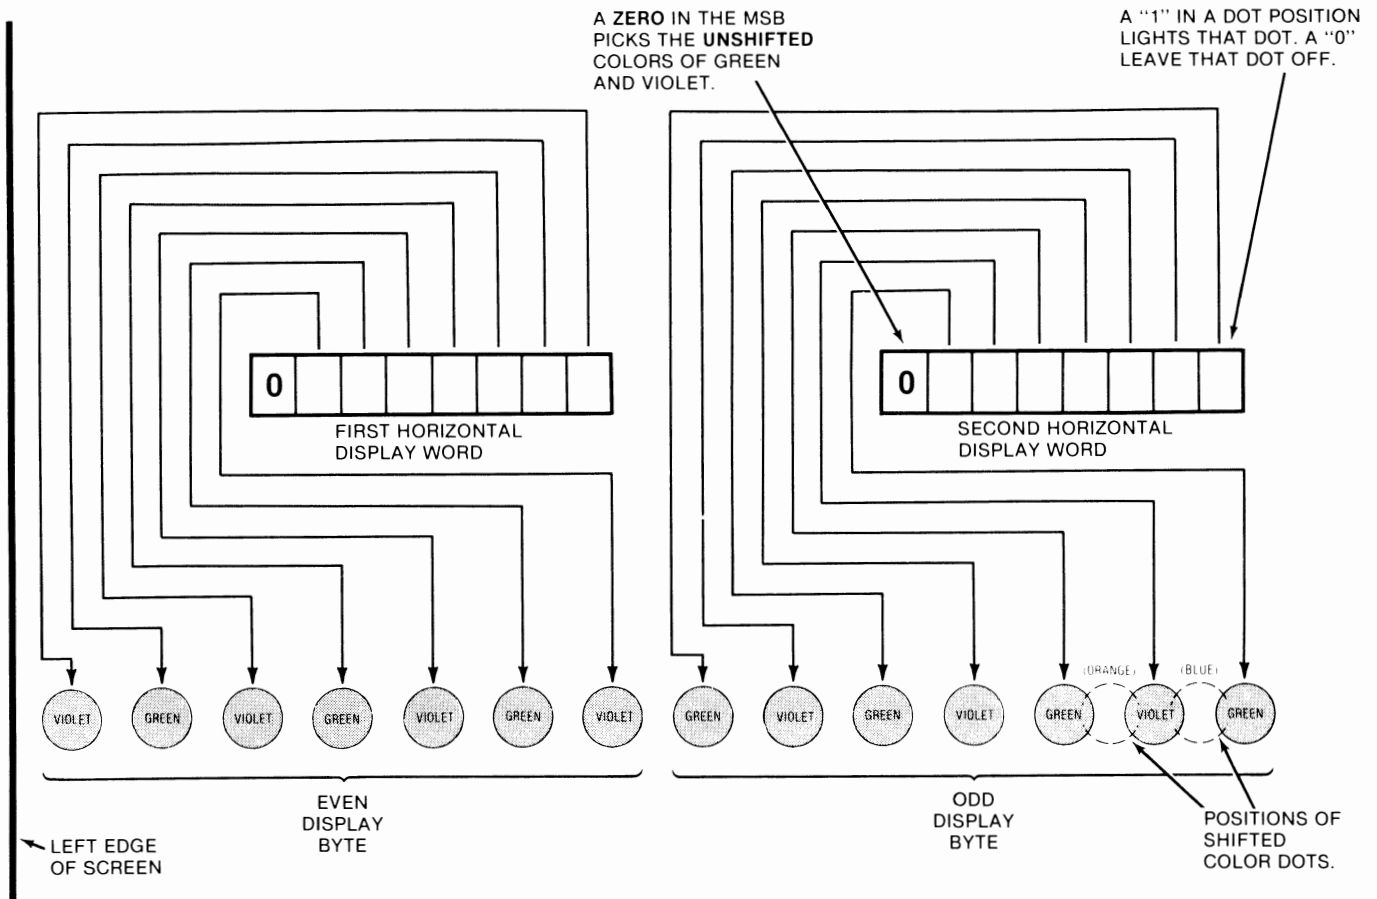 A ZERO IN THE MSB
PICKS THE UNSHIFTED
COLORS OF GREEN
AND VIOLET.
A “1” IN A DOT POSITION
LIGHTS THAT DOT. A “0”
LEAVE THAT DOT OFF.
0
FIRST HORIZONTAL
DISPLAY WORD
0
SECOND HORIZONTAL
DISPLAY WORD
(ORANGE) (BLUE)
VIOLET GREEN VIOLET GREEN VIOLET GREEN VIOLET GREEN VIOLET GREEN VIOLET GREEN VIOLET GREEN
EVEN
DISPLAY
BYTE
ODD
DISPLAY
BYTE
LEFT EDGE
OF SCREEN
POSITIONS OF
SHIFTED
COLOR DOTS.